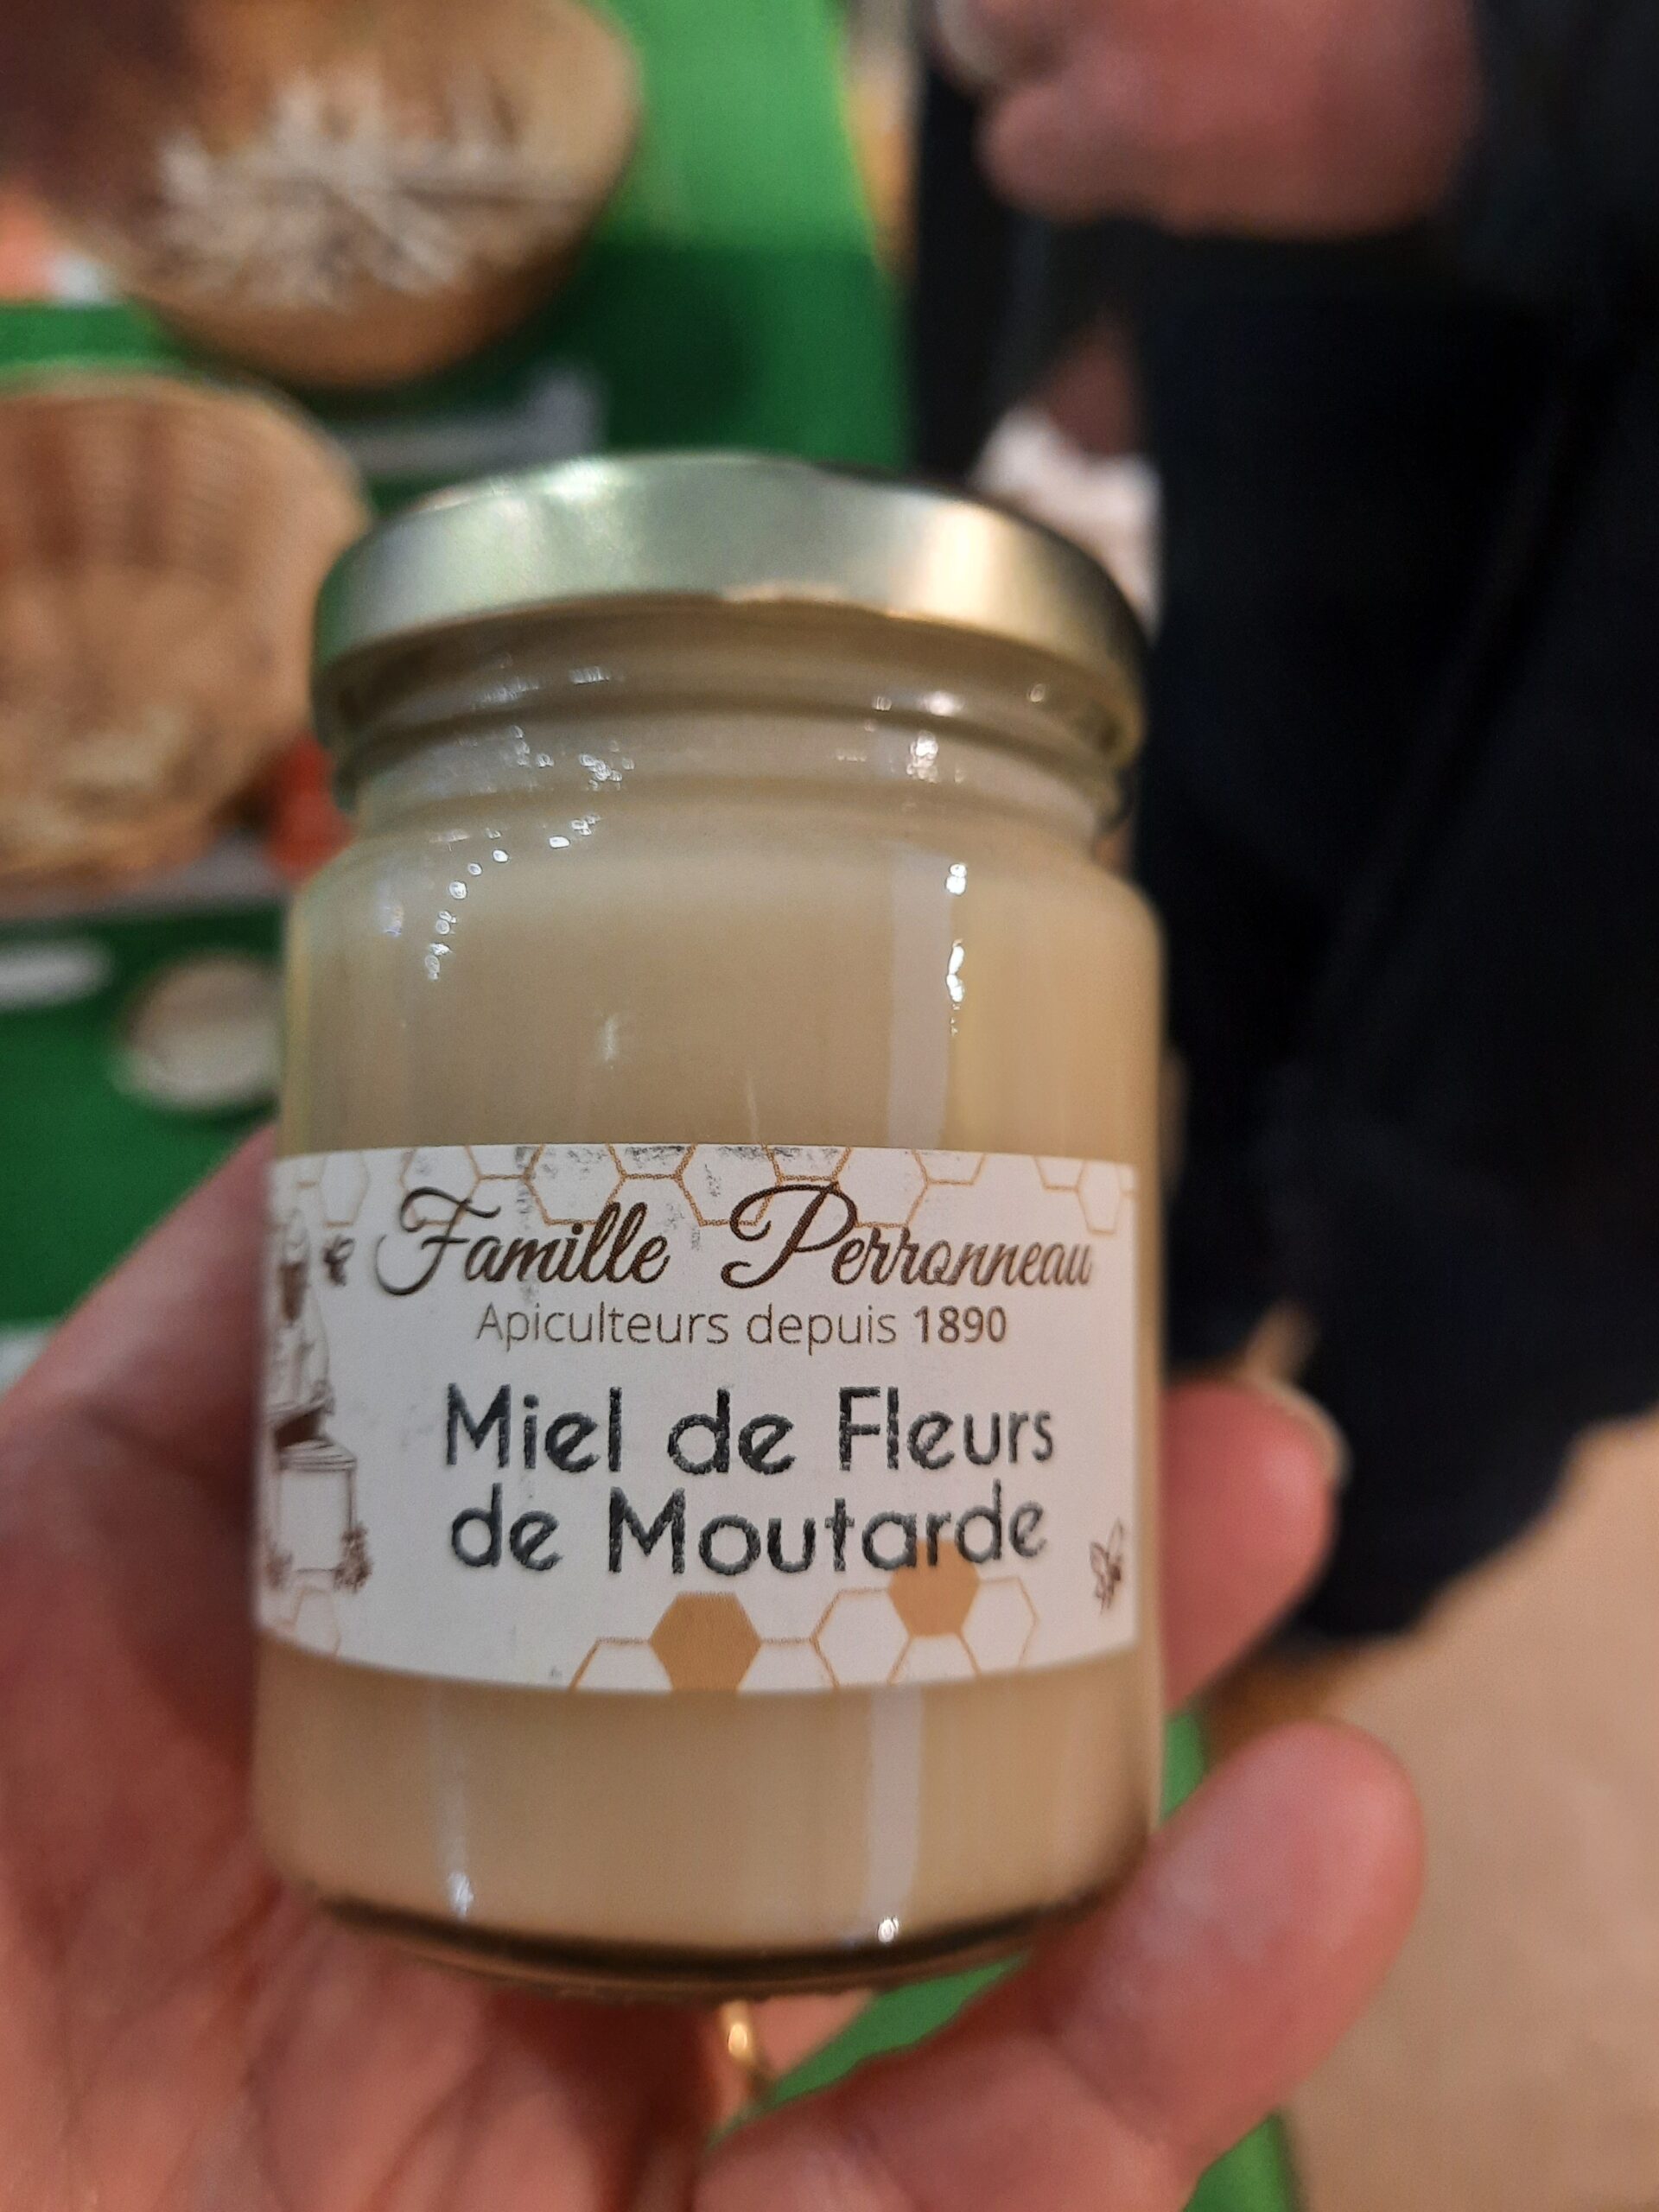 Famille Perronneau
Apiculteurs depuis 1890
Miel de Fleurs
de Moutarde